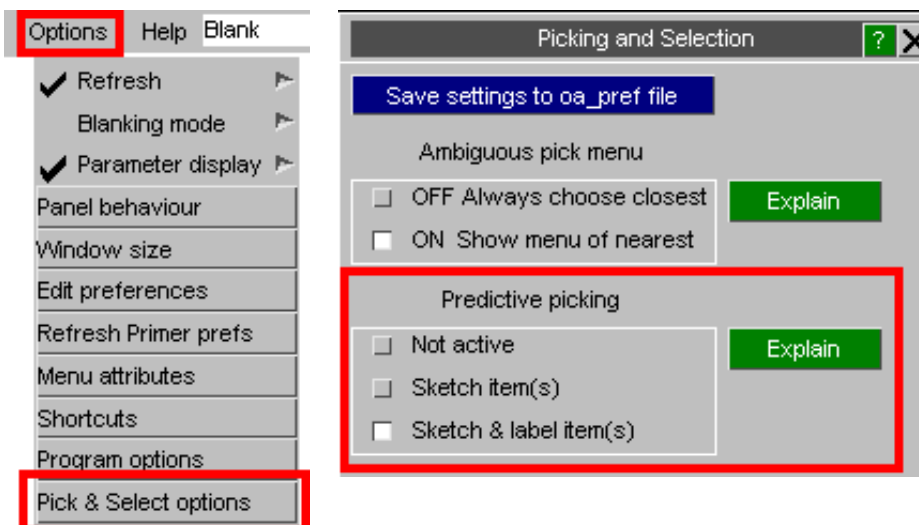 Options Help Blank
Refresh
Blanking mode
Parameter display
Panel behaviour
Window size
Edit preferences
Refresh Primer prefs
Menu attributes
Shortcuts
Program options
Pick & Select options
Picking and Selection ? X
Save settings to oa_pref file
Ambiguous pick menu
OFF Always choose closest
Explain
ON Show menu of nearest
Predictive picking
Not active
Explain
Sketch item(s)
Sketch & label item(s)